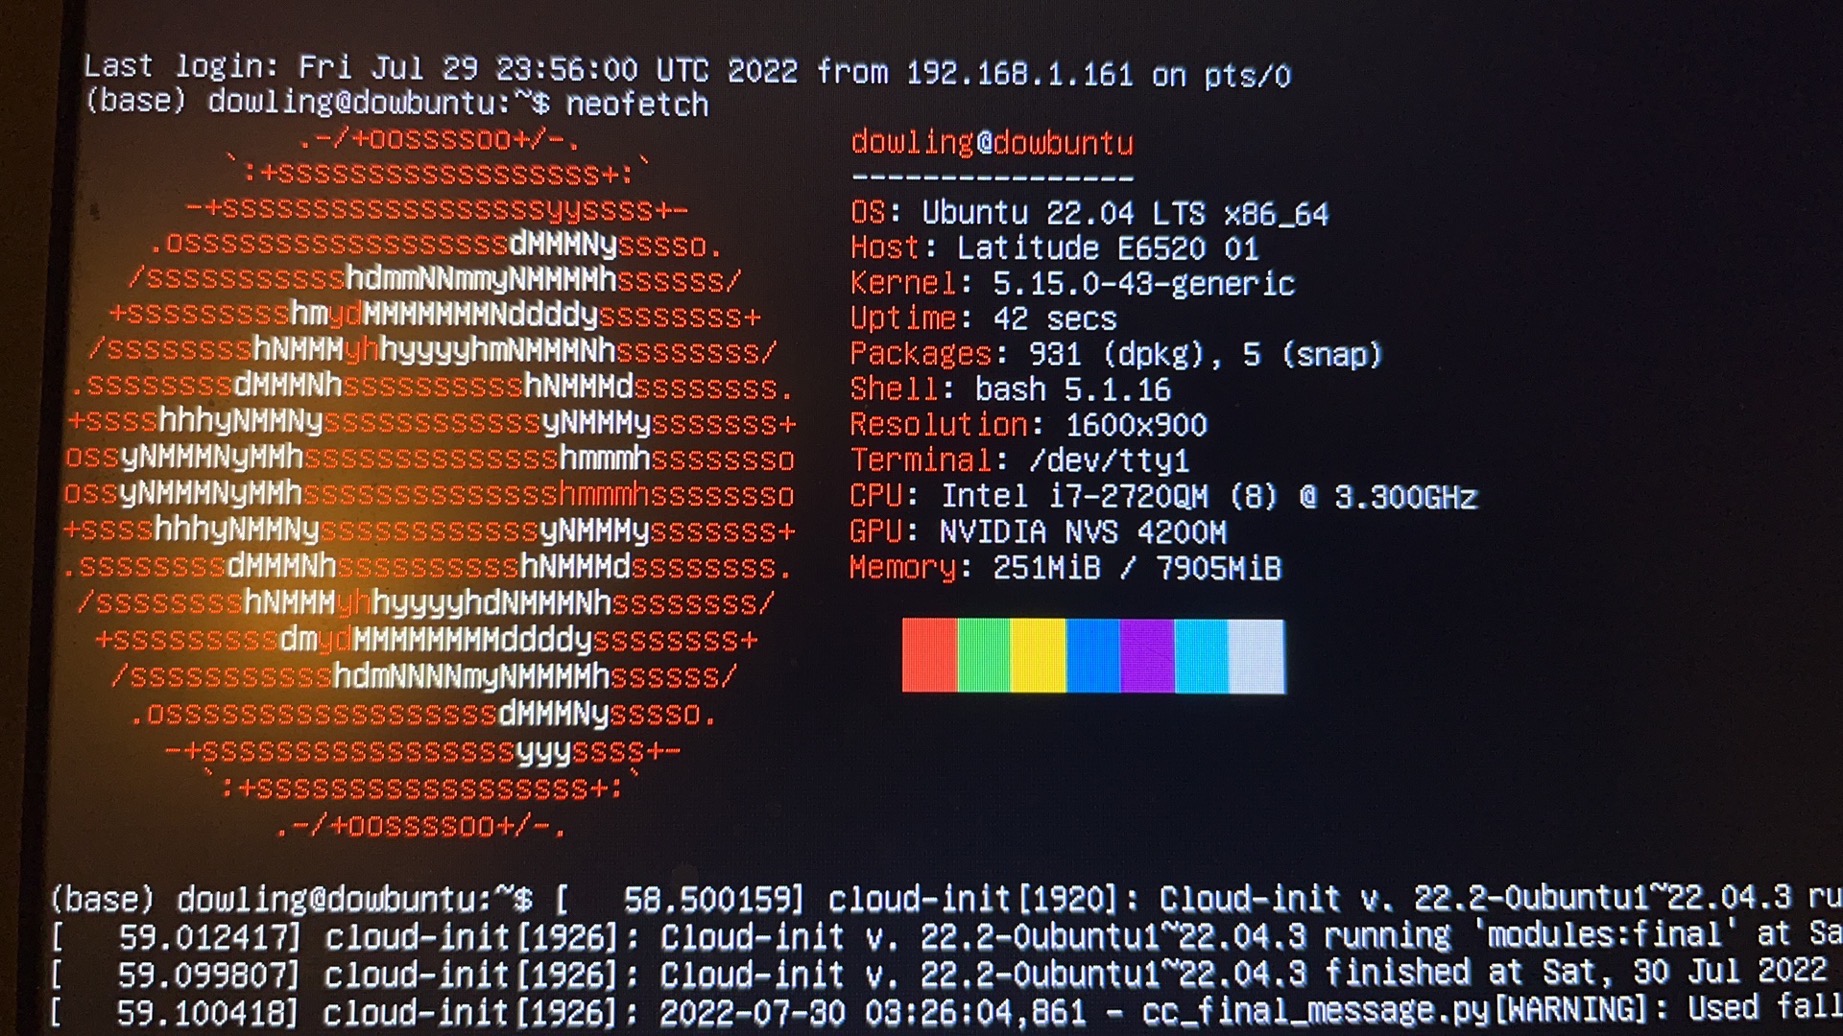 Last login: Fri Jul 29 23:56:00 UTC 2022 from 192.168.1.161 on pts/0
(base) dowling@dowbuntu:~$ neofetch
.-/+oossssoo+/-.
`:+ssssssssssssssssss+:`
-+ssssssssssssssssssyyssss+-
.ossssssssssssssssssdMMMNysssso.
/ssssssssssshdmmNNmmyNMMMMhssssss/
+ssssssssshmydMMMMMMMNddddyssssssss+
/sssssssshNMMMyhhyyyyhmNMMMNhssssssss/
.ssssssssdMMMNhsssssssssshNMMMdssssssss.
+sssshhhyNMMNyssssssssssssyNMMMysssssss+
ossyNMMMNyMMhsssssssssssssshmmmhssssssso
ossyNMMMNyMMhsssssssssssssshmmmhssssssso
+sssshhhyNMMNyssssssssssssyNMMMysssssss+
.ssssssssdMMMNhsssssssssshNMMMdssssssss.
/sssssssshNMMMyhhyyyyhdNMMMNhssssssss/
+sssssssssdmydMMMMMMMMddddyssssssss+
/ssssssssssshdmNNNNmyNMMMMhssssss/
.ossssssssssssssssssdMMMNysssso.
-+sssssssssssssssssyyyssss+-
`:+ssssssssssssssssss+:`
.-/+oossssoo+/-.
dowling@dowbuntu
----------------
OS: Ubuntu 22.04 LTS x86_64
Host: Latitude E6520 01
Kernel: 5.15.0-43-generic
Uptime: 42 secs
Packages: 931 (dpkg), 5 (snap)
Shell: bash 5.1.16
Resolution: 1600x900
Terminal: /dev/tty1
CPU: Intel i7-2720QM (8) @ 3.300GHz
GPU: NVIDIA NVS 4200M
Memory: 251MiB / 7905MiB
(base) dowling@dowbuntu:~$ [   58.500159] cloud-init[1920]: Cloud-init v. 22.2-0ubuntu1~22.04.3 ru
[   59.012417] cloud-init[1926]: Cloud-init v. 22.2-0ubuntu1~22.04.3 running 'modules:final' at Sa
[   59.099807] cloud-init[1926]: Cloud-init v. 22.2-0ubuntu1~22.04.3 finished at Sat, 30 Jul 2022
[   59.100418] cloud-init[1926]: 2022-07-30 03:26:04,861 - cc_final_message.py[WARNING]: Used fall